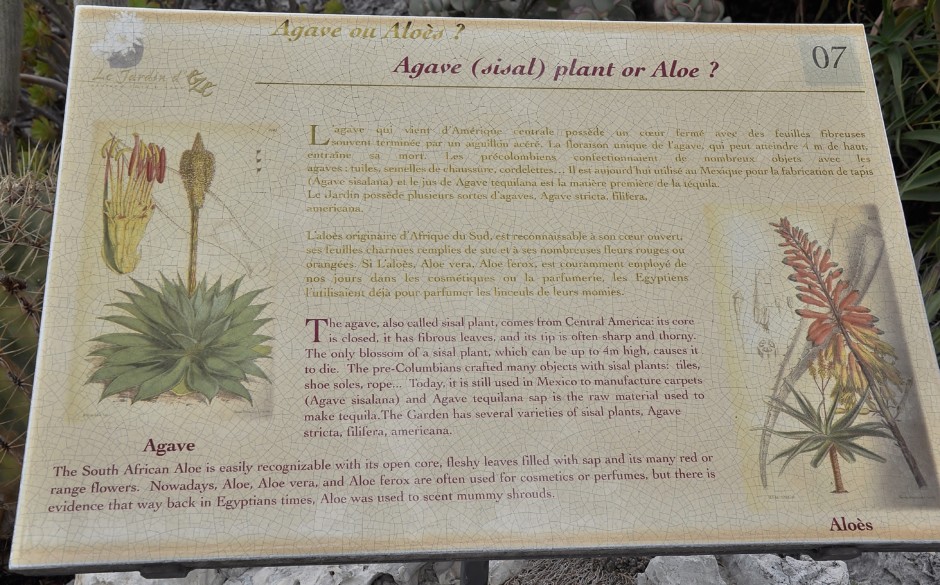 Agave ou Aloès ?
Agave (sisal) plant or Aloe ?
07
Le Jardin d'Eze
L'agave qui vient d'Amérique centrale possède un cœur fermé avec des feuilles fibreuses
souvent terminée par un aiguillon acéré. La floraison unique de l'agave, qui peut atteindre 4 m de haut,
entraîne sa mort. Les précolombiens confectionnaient de nombreux objets avec les
agaves : tuiles, semelles de chaussure, cordelettes... Il est aujourd'hui utilisé au Mexique pour la fabrication de tapis
(Agave sisalana) et le jus de Agave tequilana est la matière première de la téquila.
Le Jardin possède plusieurs sortes d'agaves, Agave stricta, filifera,
americana.
L'aloès originaire d'Afrique du Sud, est reconnaissable à son cœur ouvert,
ses feuilles charnues remplies de suc et à ses nombreuses fleurs rouges ou
orangées. Si L'aloès, Aloe vera, Aloe ferox, est couramment employé de
nos jours dans les cosmétiques ou la parfumerie, les Egyptiens
l'utilisaient déjà pour parfumer les linceuls de leurs momies.
The agave, also called sisal plant, comes from Central America: its core
is closed, it has fibrous leaves, and its tip is often sharp and thorny.
The only blossom of a sisal plant, which can be up to 4m high, causes it
to die. The pre-Columbians crafted many objects with sisal plants: tiles,
shoe soles, rope... Today, it is still used in Mexico to manufacture carpets
(Agave sisalana) and Agave tequilana sap is the raw material used to
make tequila.The Garden has several varieties of sisal plants, Agave
stricta, filifera, americana.
Agave
The South African Aloe is easily recognizable with its open core, fleshy leaves filled with sap and its many red or
range flowers. Nowadays, Aloe, Aloe vera, and Aloe ferox are often used for cosmetics or perfumes, but there is
evidence that way back in Egyptians times, Aloe was used to scent mummy shrouds.
Aloès